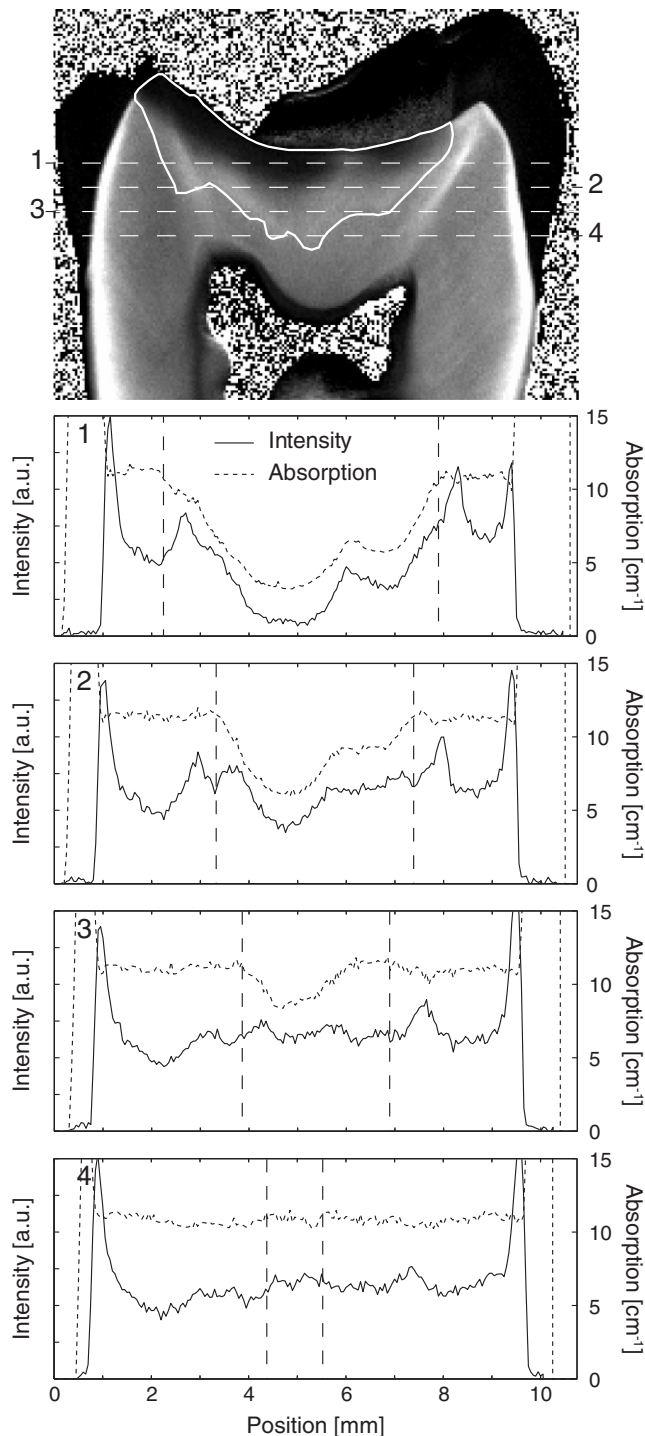 1
2
3
4
1
Intensity
Absorption
Intensity [a.u.]
15
10
5
0
Absorption [cm-1]
2
Intensity [a.u.]
15
10
5
0
Absorption [cm-1]
3
Intensity [a.u.]
15
10
5
0
Absorption [cm-1]
4
Intensity [a.u.]
15
10
5
0
Absorption [cm-1]
0 2 4 6 8 10
Position [mm]